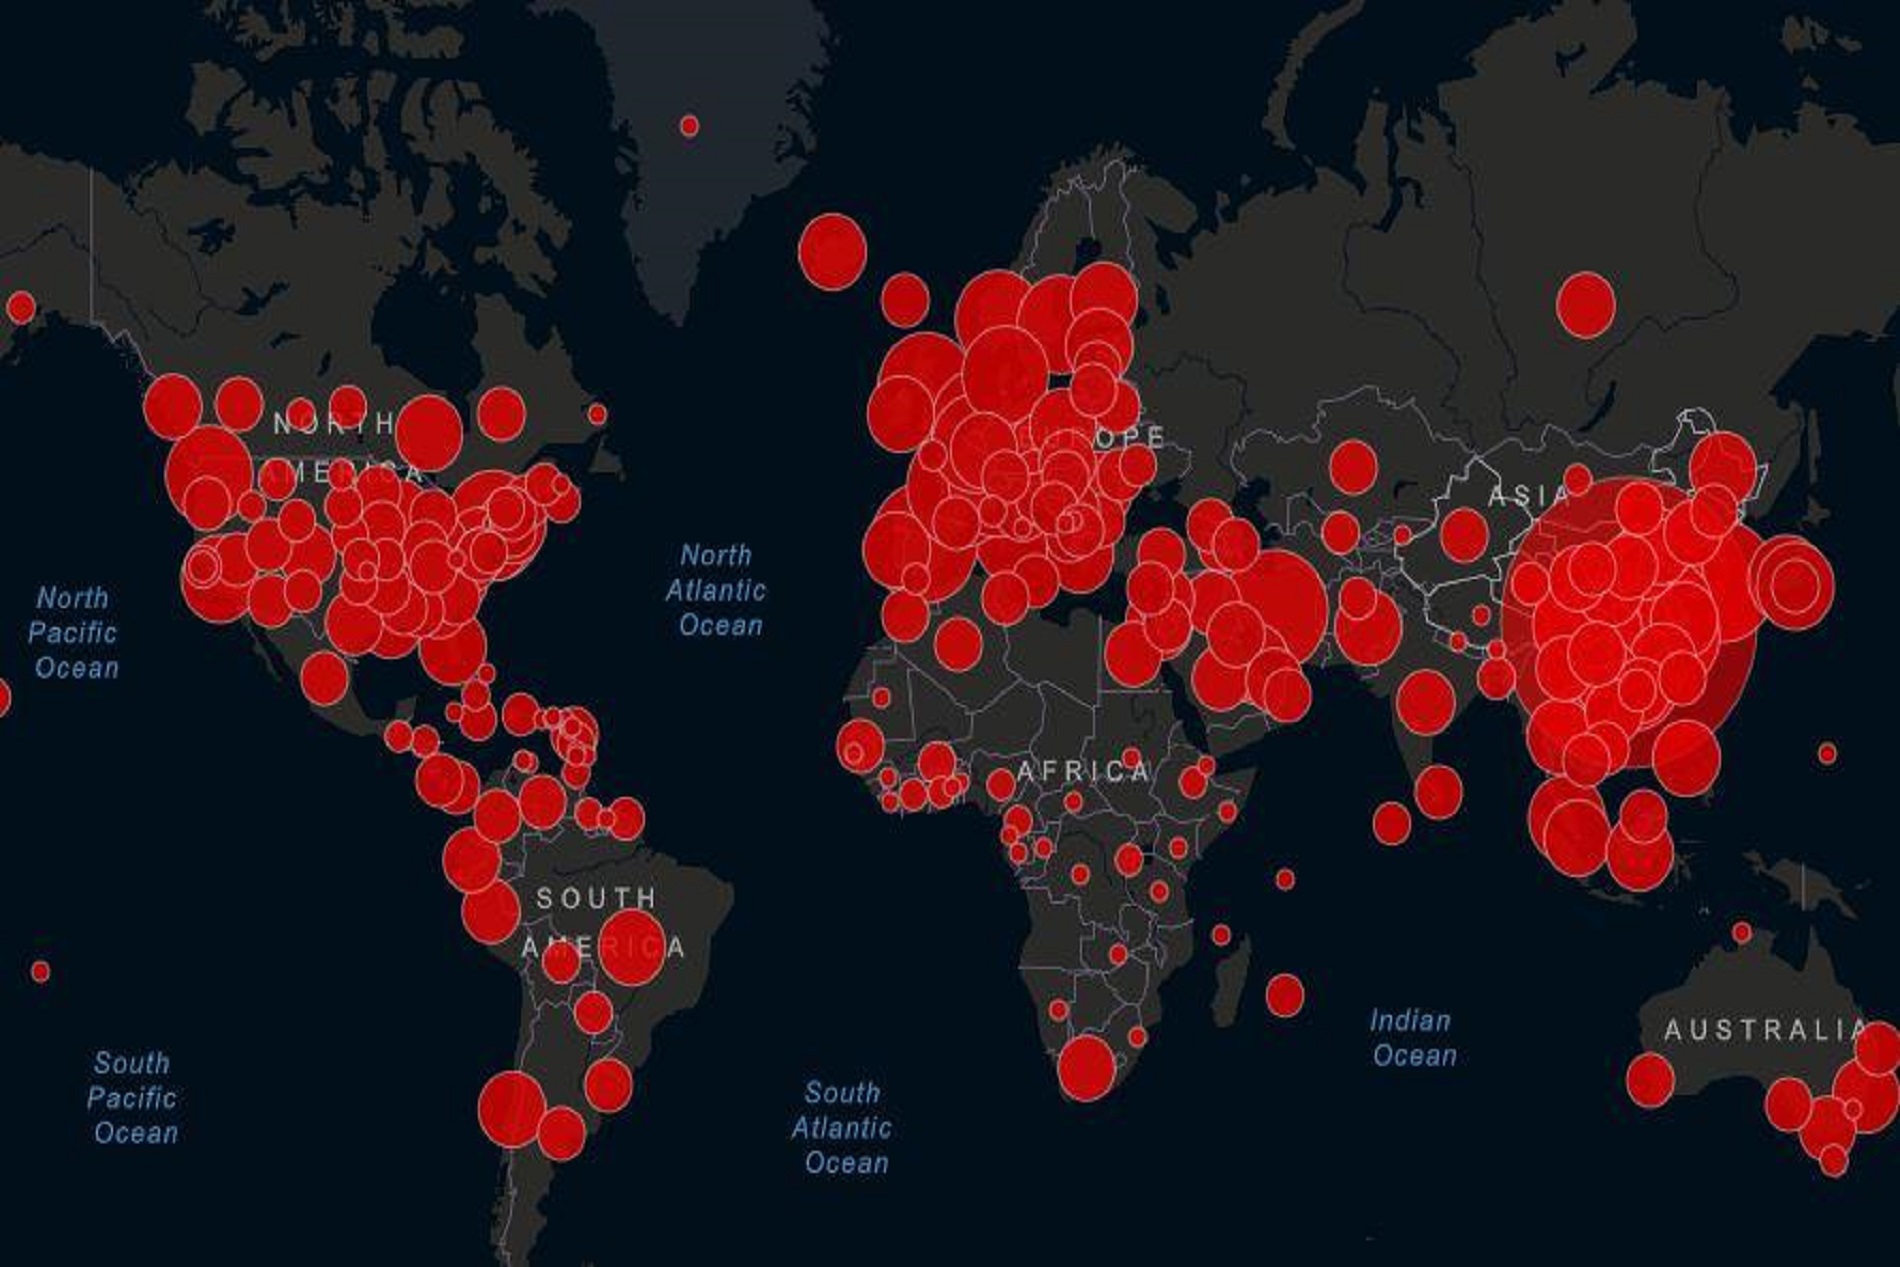 NORTH
AMERICA
OPE
ASIA
North
Atlantic
Ocean
North
Pacific
Ocean
AFRICA
SOUTH
AMERICA
Indian
Ocean
AUSTRALIA
South
Pacific
Ocean
South
Atlantic
Ocean